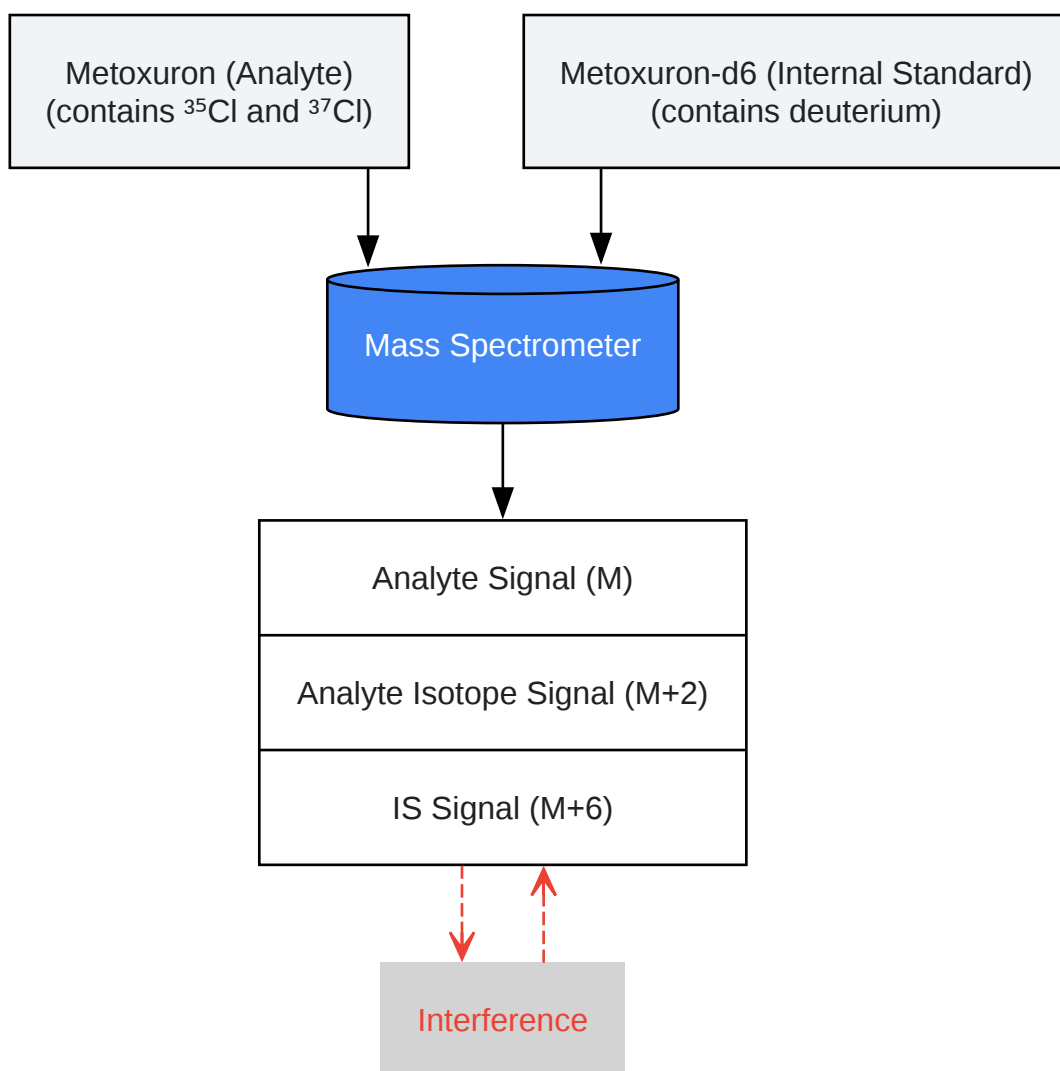 Metoxuron (Analyte)
(contains ³⁵Cl and ³⁷Cl)
Metoxuron-d6 (Internal Standard)
(contains deuterium)
Mass Spectrometer
Analyte Signal (M)
Analyte Isotope Signal (M+2)
IS Signal (M+6)
Interference